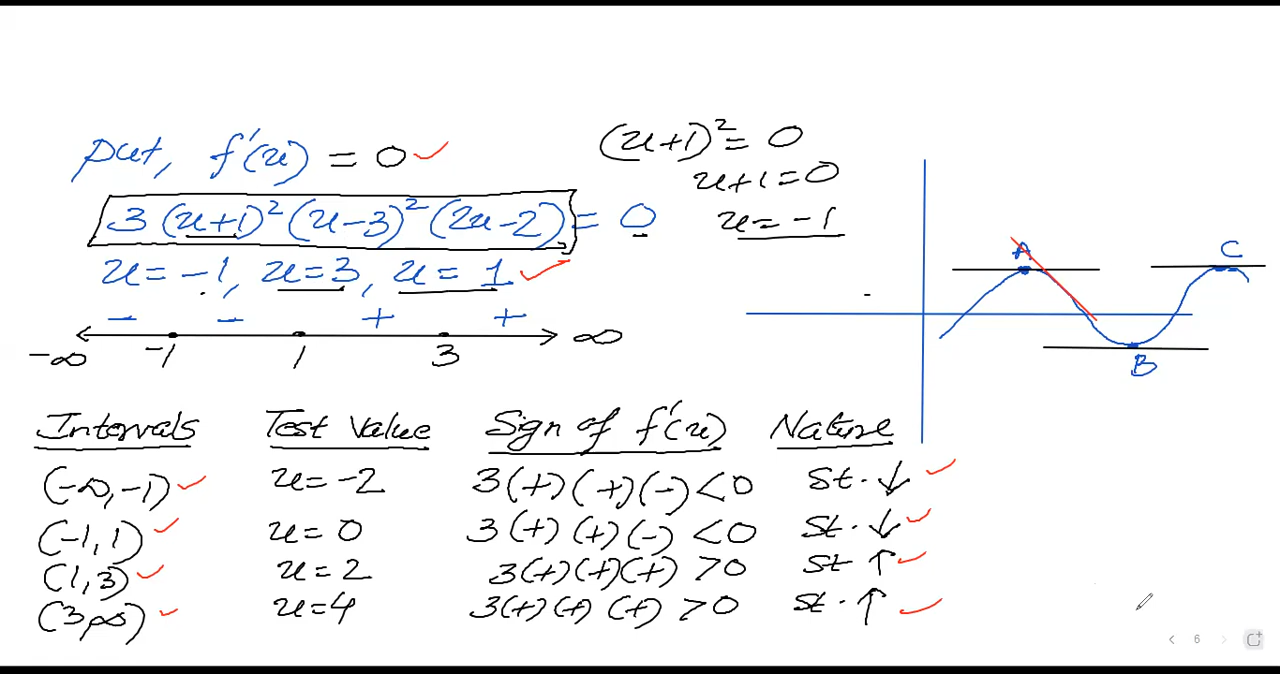 put, f'(x) = 0 ✓
3(x+1)²(x-3)²(2x-2) = 0
x = -1, x = 3, x = 1 ✓
- - + +
-∞ -1 1 3 ∞
(x+1)² = 0
x+1 = 0
x = -1
A
C
B
Intervals Test Value Sign of f'(x) Nature
(-∞, -1) ✓ x = -2 3(+)(+)(-) < 0 St. ↓ ✓
(-1, 1) ✓ x = 0 3(+)(+)(-) < 0 St. ↓ ✓
(1, 3) ✓ x = 2 3(+)(+)(+) > 0 St ↑ ✓
(3, ∞) ✓ x = 4 3(+)(+)(+) > 0 St. ↑ ✓
< 6 >